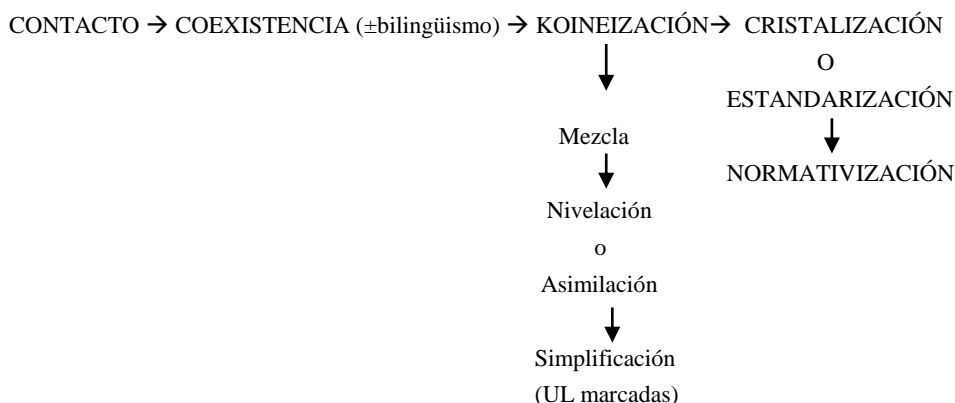 CONTACTO → COEXISTENCIA (±bilingüismo) → KOINEIZACIÓN → CRISTALIZACIÓN
O
ESTANDARIZACIÓN
Mezcla
NORMATIVIZACIÓN
Nivelación
o
Asimilación
Simplificación
(UL marcadas)